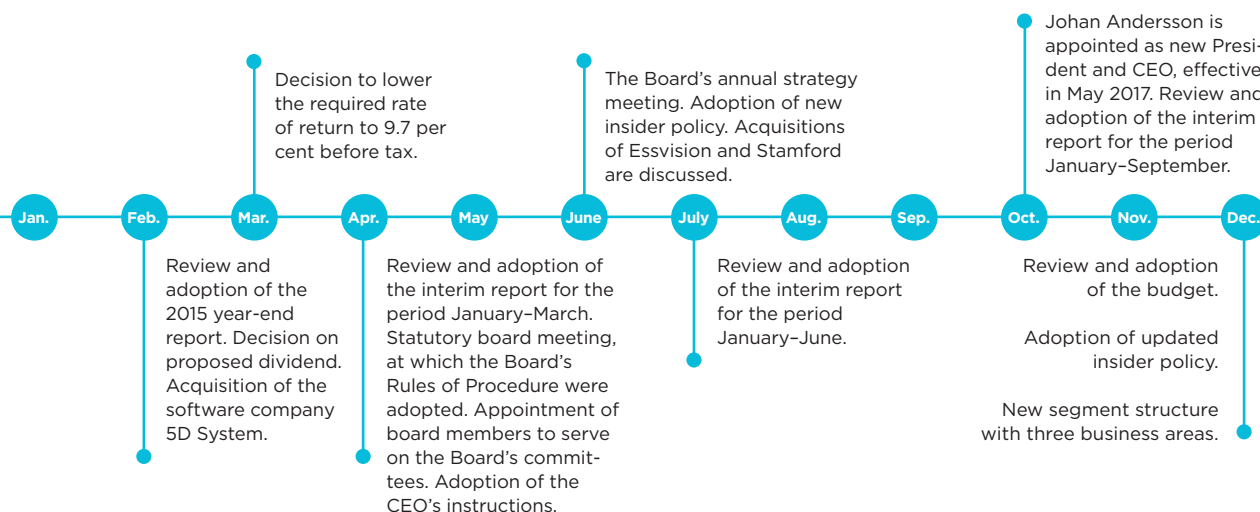 Johan Andersson is
appointed as new Presi-
dent and CEO, effective
in May 2017. Review and
adoption of the interim
report for the period
January–September.
Decision to lower
the required rate
of return to 9.7 per
cent before tax.
The Board’s annual strategy
meeting. Adoption of new
insider policy. Acquisitions
of Essvision and Stamford
are discussed.
Jan.
Feb.
Mar.
Apr.
May
June
July
Aug.
Sep.
Oct.
Nov.
Dec.
Review and
adoption of the
2015 year-end
report. Decision on
proposed dividend.
Acquisition of the
software company
5D System.
Review and adoption of
the interim report for the
period January–March.
Statutory board meeting,
at which the Board’s
Rules of Procedure were
adopted. Appointment of
board members to serve
on the Board’s commit-
tees. Adoption of the
CEO’s instructions.
Review and adoption
of the interim report
for the period
January–June.
Review and adoption
of the budget.
Adoption of updated
insider policy.
New segment structure
with three business areas.